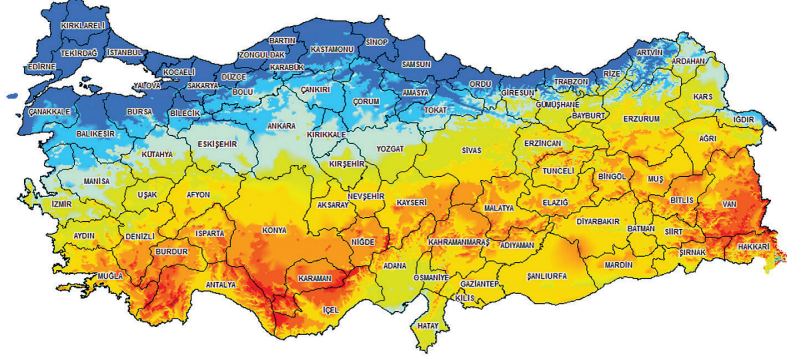 KIRKLARELİ
BARTIN
SİNOP
TEKİRDAĞ
İSTANBUL
ZONGULDAK
KASTAMONU
ARTVİN
EDİRNE
KOCAELİ
KARABÜK
SAMSUN
ARDAHAN
YALOVA
SAKARYA
DÜZCE
BOLU
ÇANKIRI
ORDU
TRABZON
RİZE
GİRESUN
ÇANAKKALE
BURSA
BİLECİK
ÇORUM
AMASYA
TOKAT
GÜMÜŞHANE
BAYBURT
KARS
BALIKESİR
ANKARA
KIRIKKALE
ERZURUM
IĞDIR
KÜTAHYA
ESKİŞEHİR
YOZGAT
SİVAS
ERZİNCAN
AĞRI
KIRŞEHİR
MANİSA
UŞAK
AFYON
TUNCELİ
BİNGÖL
MUŞ
İZMİR
AKSARAY
NEVŞEHİR
KAYSERİ
MALATYA
ELAZIĞ
BİTLİS
VAN
AYDIN
DENİZLİ
ISPARTA
KONYA
NİĞDE
KAHRAMANMARAŞ
ADIYAMAN
DİYARBAKIR
BATMAN
SİİRT
HAKKARİ
BURDUR
ŞIRNAK
MUĞLA
ANTALYA
KARAMAN
ADANA
OSMANİYE
GAZİANTEP
ŞANLIURFA
MARDİN
İÇEL
KİLİS
HATAY